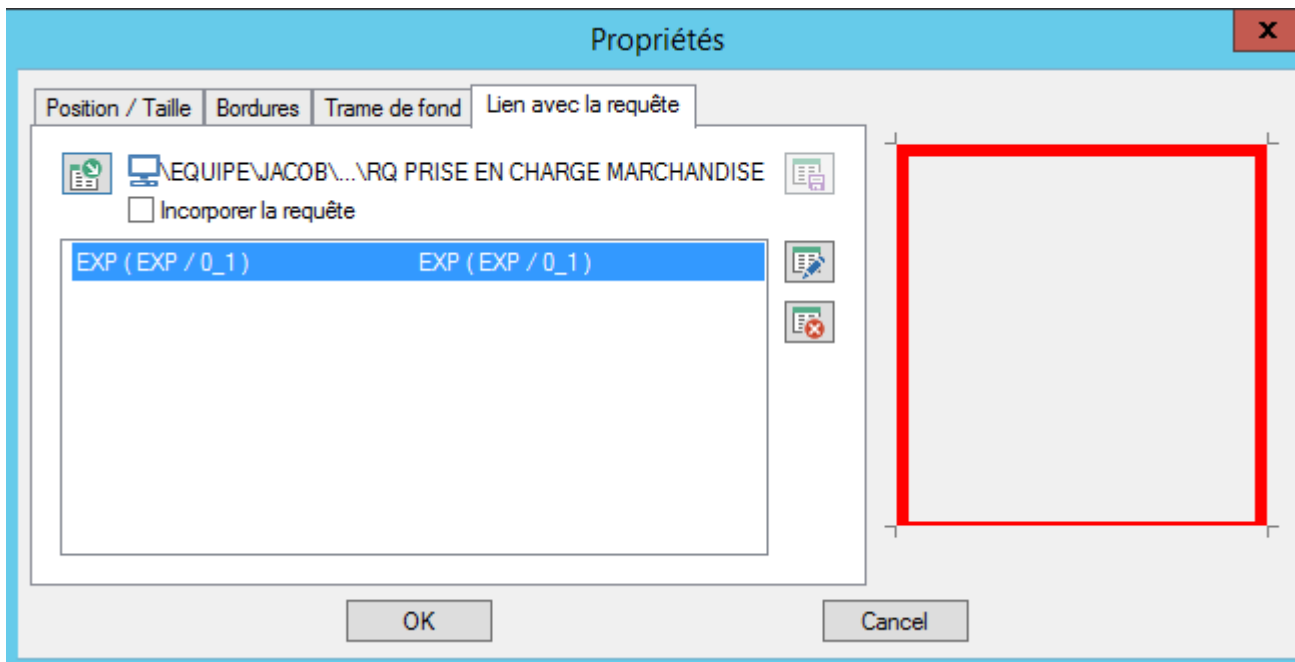 Propriétés
x
Position / Taille Bordures Trame de fond Lien avec la requête
\EQUIPE\JACOB\...\RQ PRISE EN CHARGE MARCHANDISE
Incorporer la requête
EXP ( EXP / 0_1 ) EXP ( EXP / 0_1 )
OK Cancel